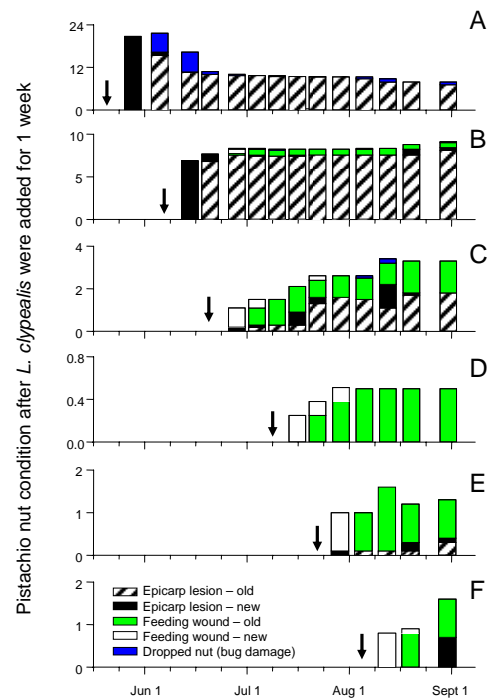 Pistachio nut condition after L. clypealis were added for 1 week
A
24
12
0
B
10
5
0
C
4
2
0
D
0.8
0.4
0.0
E
2
1
0
F
2
1
0
Epicarp lesion – old
Epicarp lesion – new
Feeding wound – old
Feeding wound – new
Dropped nut (bug damage)
Jun 1 Jul 1 Aug 1 Sept 1